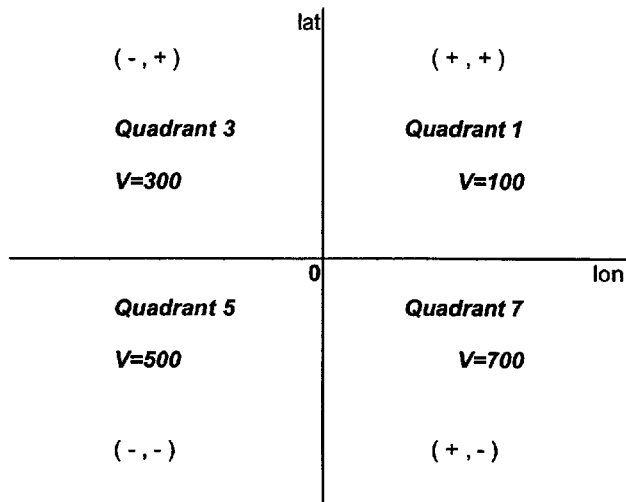 lat
( - , + ) ( + , + )
Quadrant 3 Quadrant 1
V=300 V=100
0 lon
Quadrant 5 Quadrant 7
V=500 V=700
( - , - ) ( + , - )